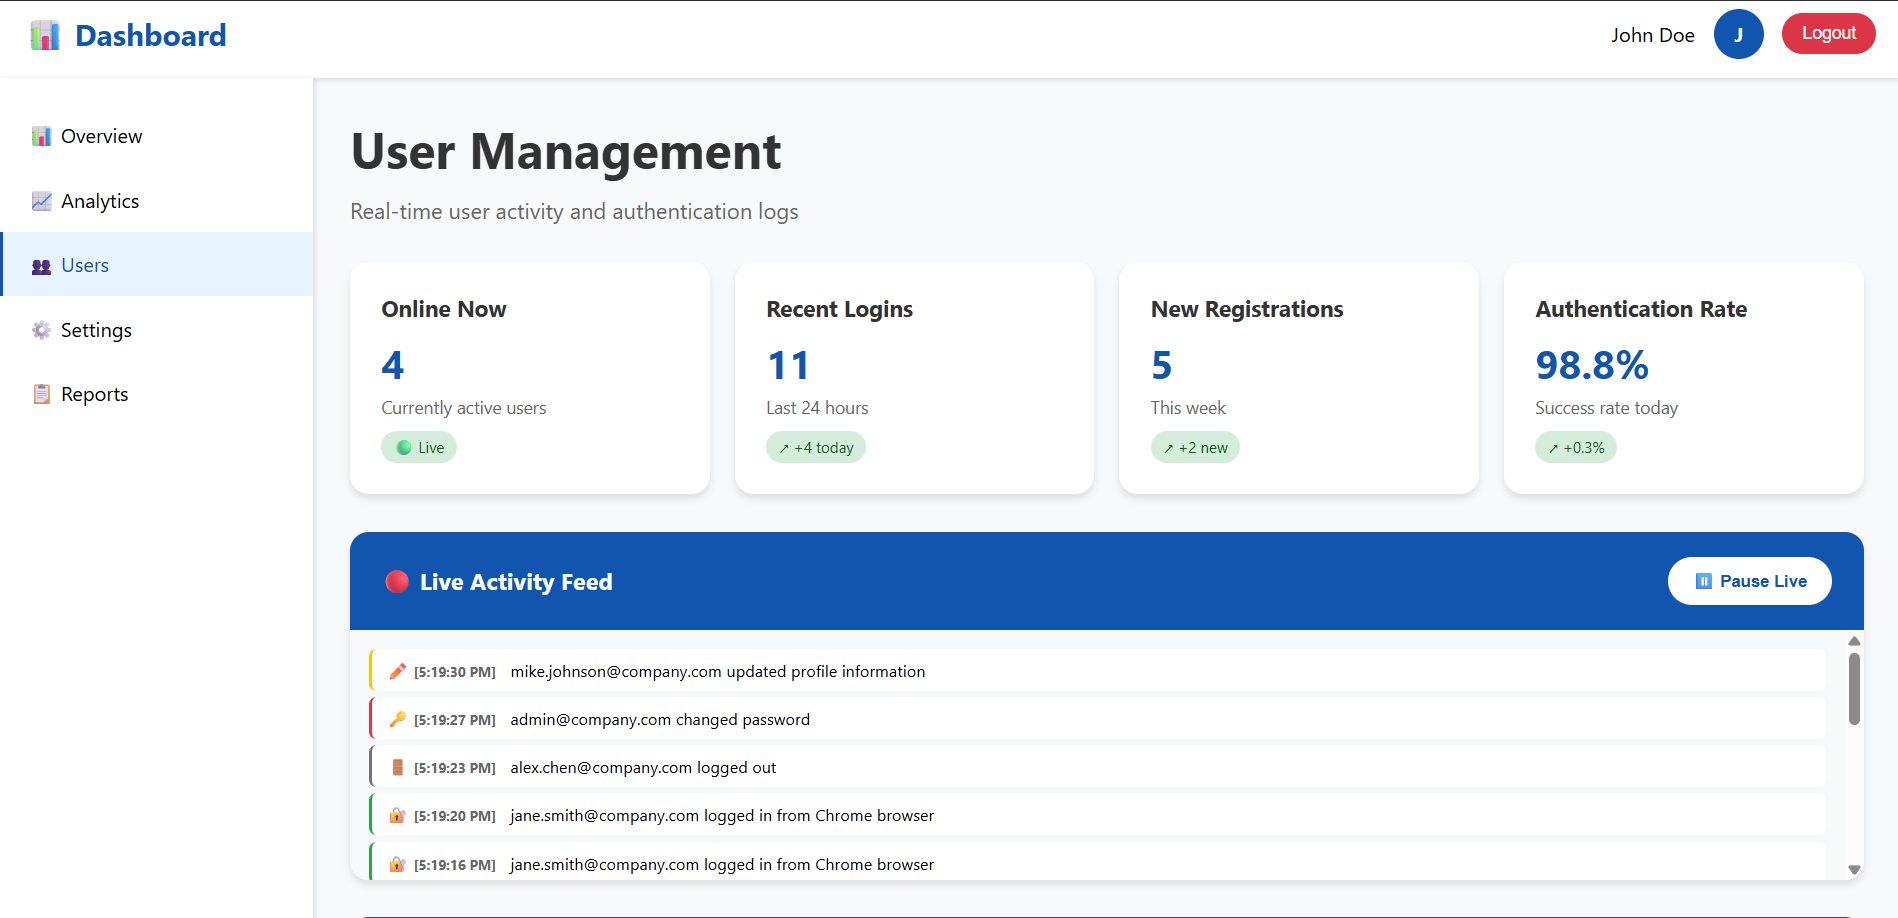 Dashboard
John Doe
J
Logout
Overview
Analytics
Users
Settings
Reports
User Management
Real-time user activity and authentication logs
Online Now
4
Currently active users
Live
Recent Logins
11
Last 24 hours
↗ +4 today
New Registrations
5
This week
↗ +2 new
Authentication Rate
98.8%
Success rate today
↗ +0.3%
Live Activity Feed
Pause Live
[5:19:30 PM] mike.johnson@company.com updated profile information
[5:19:27 PM] admin@company.com changed password
[5:19:23 PM] alex.chen@company.com logged out
[5:19:20 PM] jane.smith@company.com logged in from Chrome browser
[5:19:16 PM] jane.smith@company.com logged in from Chrome browser